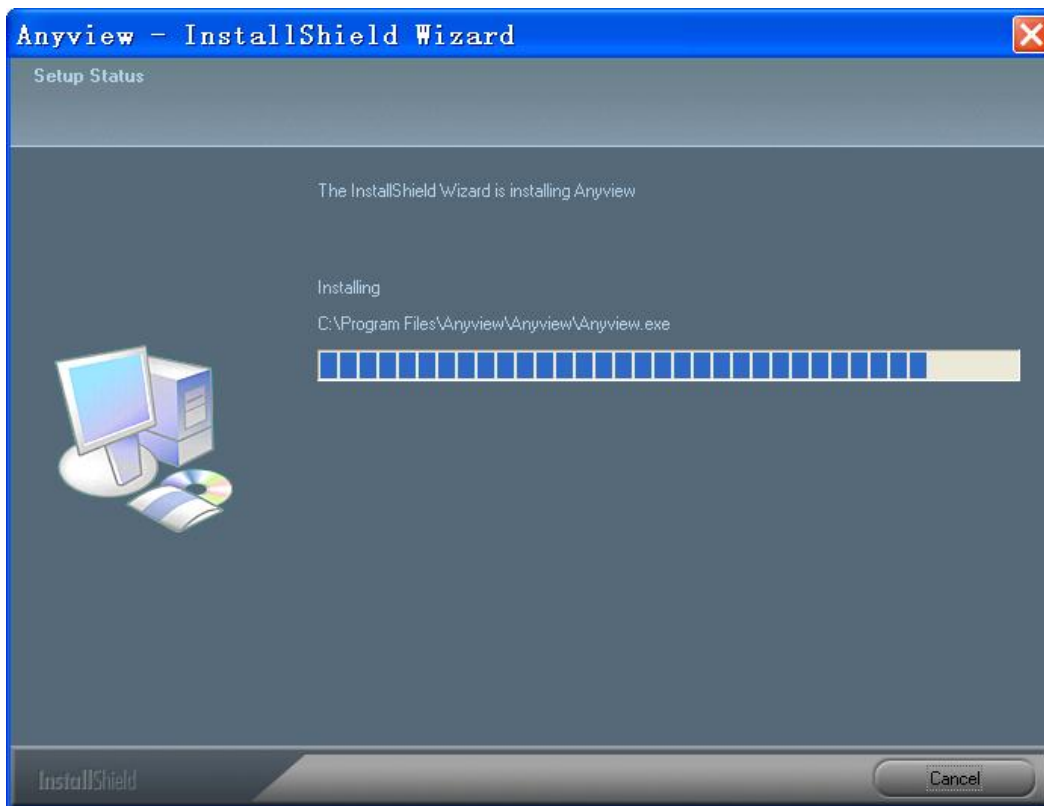 Anyview - InstallShield Wizard
Setup Status
The InstallShield Wizard is installing Anyview
Installing
C:\Program Files\Anyview\Anyview\Anyview.exe
InstallShield
Cancel